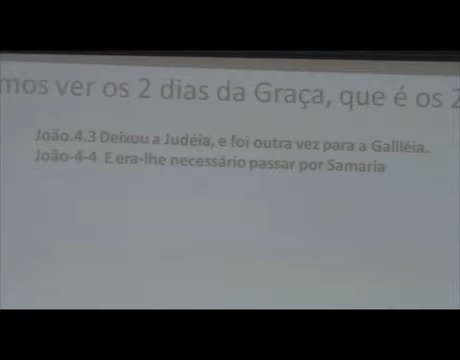 mos ver os 2 dias da Graça, que é os 2
João.4.3 Deixou a Judéia, e foi outra vez para a Galiléia.
João-4-4 E era-lhe necessário passar por Samaria